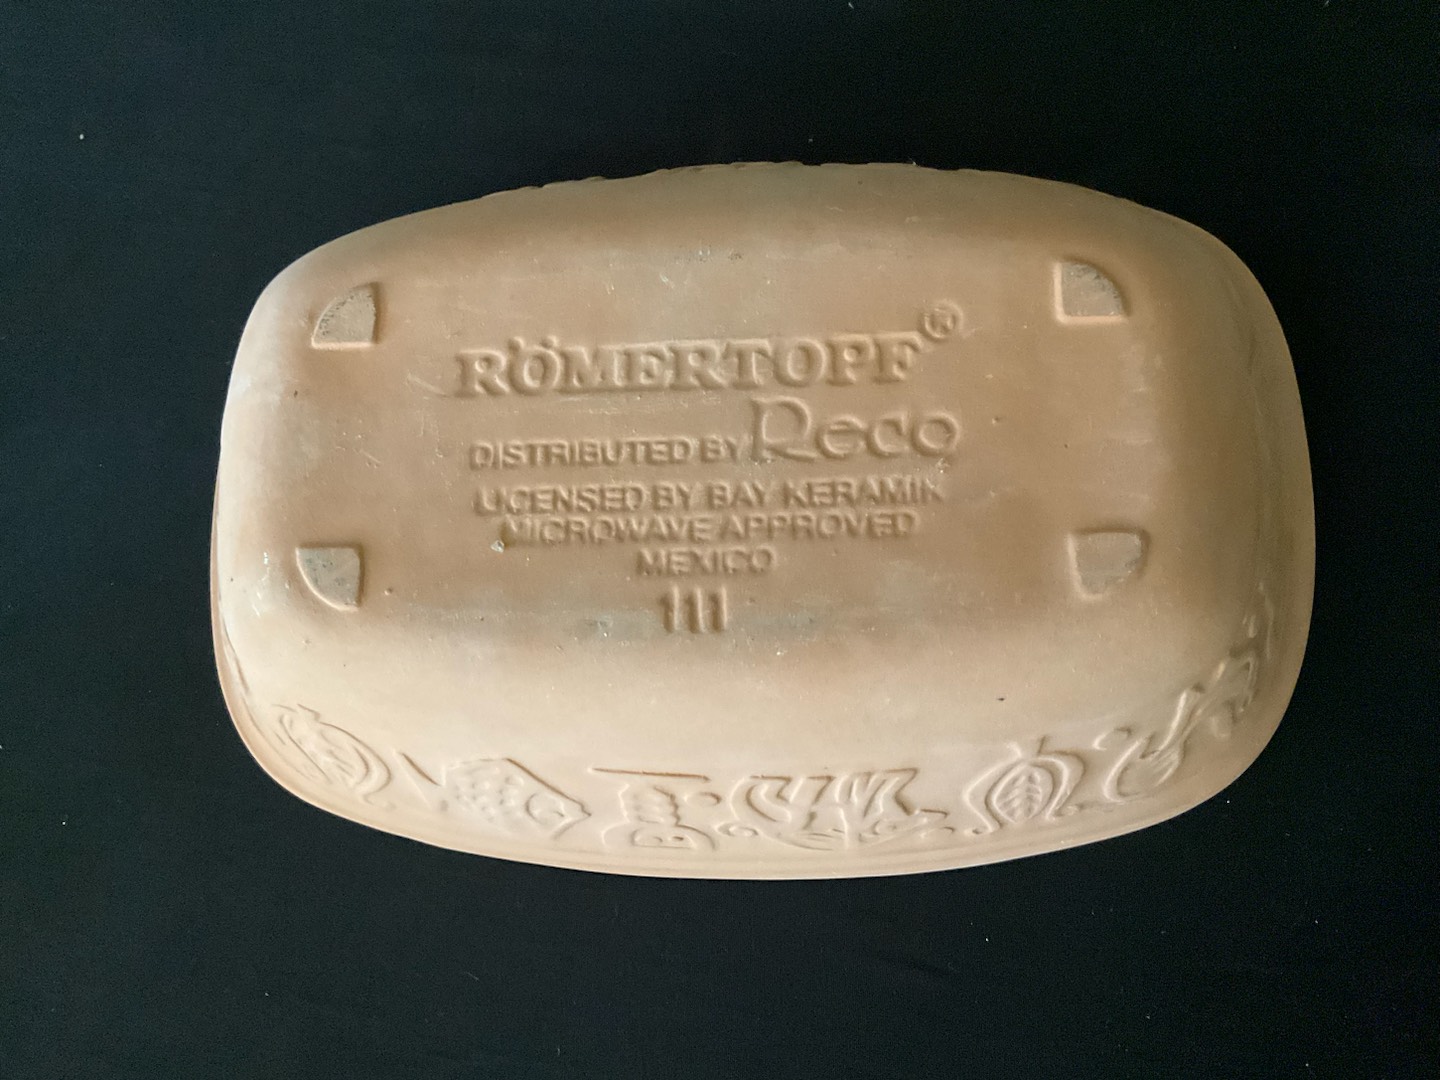 RÖMERTOPF®
DISTRIBUTED BY Reco
LICENSED BY BAY KERAMIK
MICROWAVE APPROVED
MEXICO
111